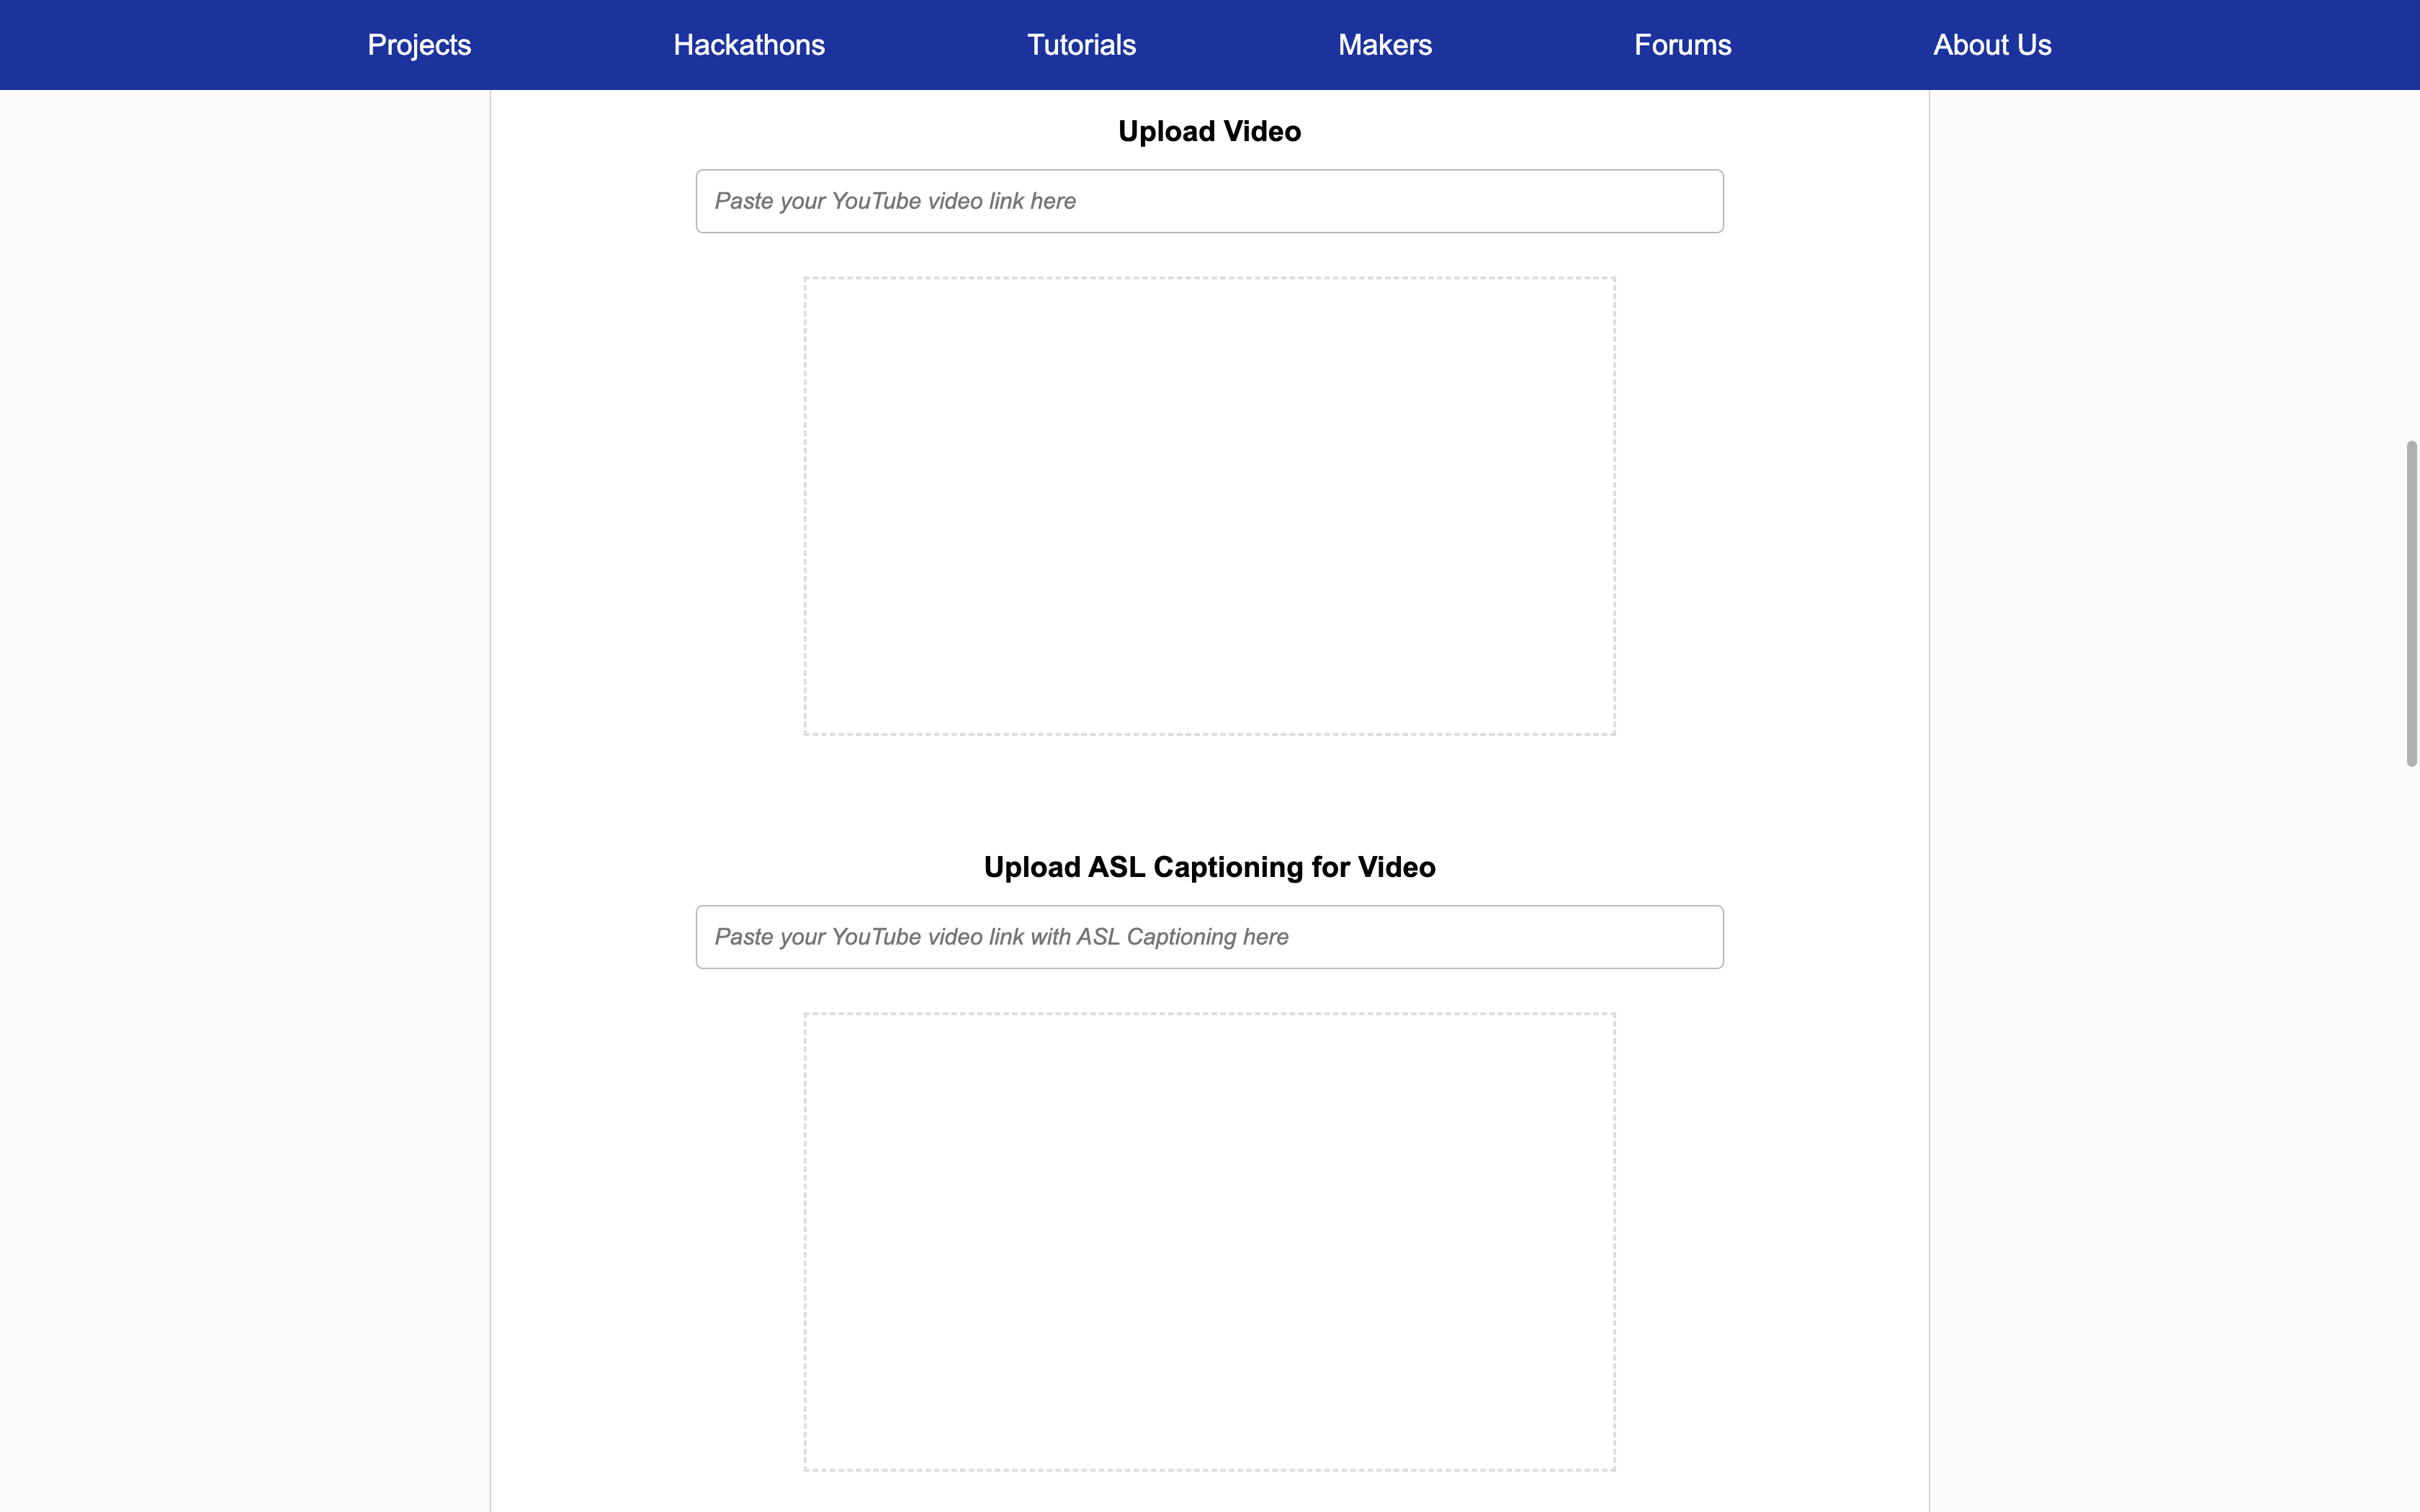 Projects Hackathons Tutorials Makers Forums About Us
Upload Video
Paste your YouTube video link here
Upload ASL Captioning for Video
Paste your YouTube video link with ASL Captioning here